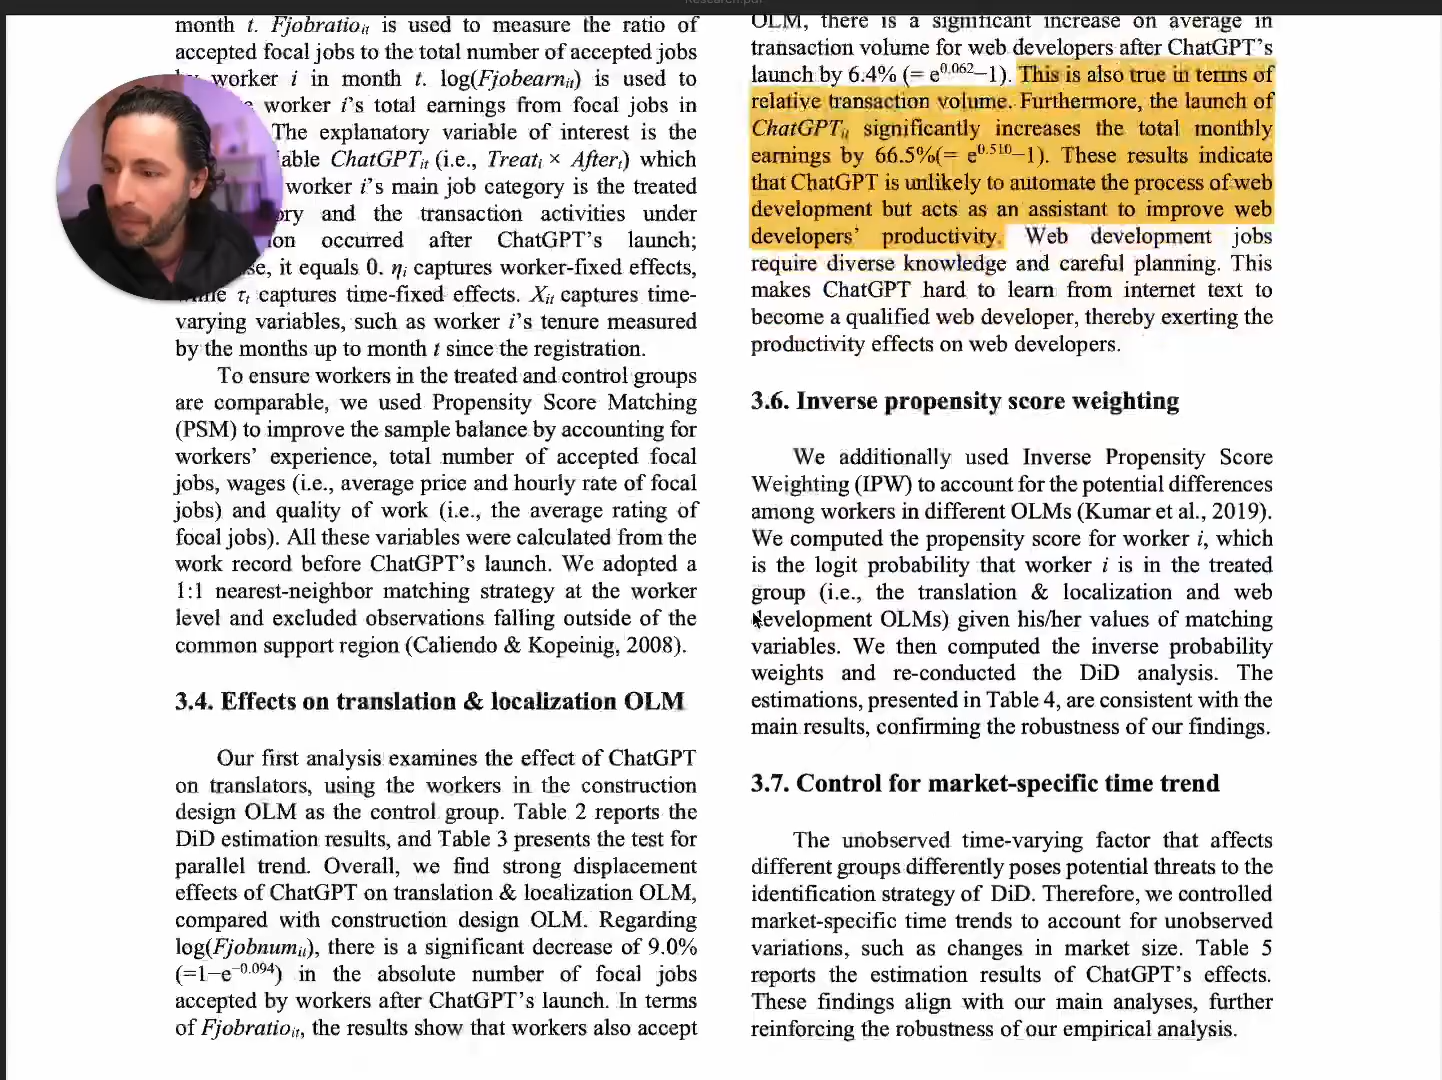 Research.pdf
month t. Fjobratioit is used to measure the ratio of
accepted focal jobs to the total number of accepted jobs
worker i in month t. log(Fjobearnit) is used to
worker i's total earnings from focal jobs in
The explanatory variable of interest is the
able ChatGPTit (i.e., Treati × Aftert) which
worker i's main job category is the treated
ory and the transaction activities under
ion occurred after ChatGPT's launch;
se, it equals 0. ηi captures worker-fixed effects,
while τt captures time-fixed effects. Xit captures time-
varying variables, such as worker i's tenure measured
by the months up to month t since the registration.
To ensure workers in the treated and control groups
are comparable, we used Propensity Score Matching
(PSM) to improve the sample balance by accounting for
workers' experience, total number of accepted focal
jobs, wages (i.e., average price and hourly rate of focal
jobs) and quality of work (i.e., the average rating of
focal jobs). All these variables were calculated from the
work record before ChatGPT's launch. We adopted a
1:1 nearest-neighbor matching strategy at the worker
level and excluded observations falling outside of the
common support region (Caliendo & Kopeinig, 2008).
3.4. Effects on translation & localization OLM
Our first analysis examines the effect of ChatGPT
on translators, using the workers in the construction
design OLM as the control group. Table 2 reports the
DiD estimation results, and Table 3 presents the test for
parallel trend. Overall, we find strong displacement
effects of ChatGPT on translation & localization OLM,
compared with construction design OLM. Regarding
log(Fjobnumit), there is a significant decrease of 9.0%
(=1−e−0.094) in the absolute number of focal jobs
accepted by workers after ChatGPT's launch. In terms
of Fjobratioit, the results show that workers also accept
OLM, there is a significant increase on average in
transaction volume for web developers after ChatGPT's
launch by 6.4% (= e0.062−1). This is also true in terms of
relative transaction volume. Furthermore, the launch of
ChatGPTit significantly increases the total monthly
earnings by 66.5%(= e0.510−1). These results indicate
that ChatGPT is unlikely to automate the process of web
development but acts as an assistant to improve web
developers' productivity. Web development jobs
require diverse knowledge and careful planning. This
makes ChatGPT hard to learn from internet text to
become a qualified web developer, thereby exerting the
productivity effects on web developers.
3.6. Inverse propensity score weighting
We additionally used Inverse Propensity Score
Weighting (IPW) to account for the potential differences
among workers in different OLMs (Kumar et al., 2019).
We computed the propensity score for worker i, which
is the logit probability that worker i is in the treated
group (i.e., the translation & localization and web
development OLMs) given his/her values of matching
variables. We then computed the inverse probability
weights and re-conducted the DiD analysis. The
estimations, presented in Table 4, are consistent with the
main results, confirming the robustness of our findings.
3.7. Control for market-specific time trend
The unobserved time-varying factor that affects
different groups differently poses potential threats to the
identification strategy of DiD. Therefore, we controlled
market-specific time trends to account for unobserved
variations, such as changes in market size. Table 5
reports the estimation results of ChatGPT's effects.
These findings align with our main analyses, further
reinforcing the robustness of our empirical analysis.